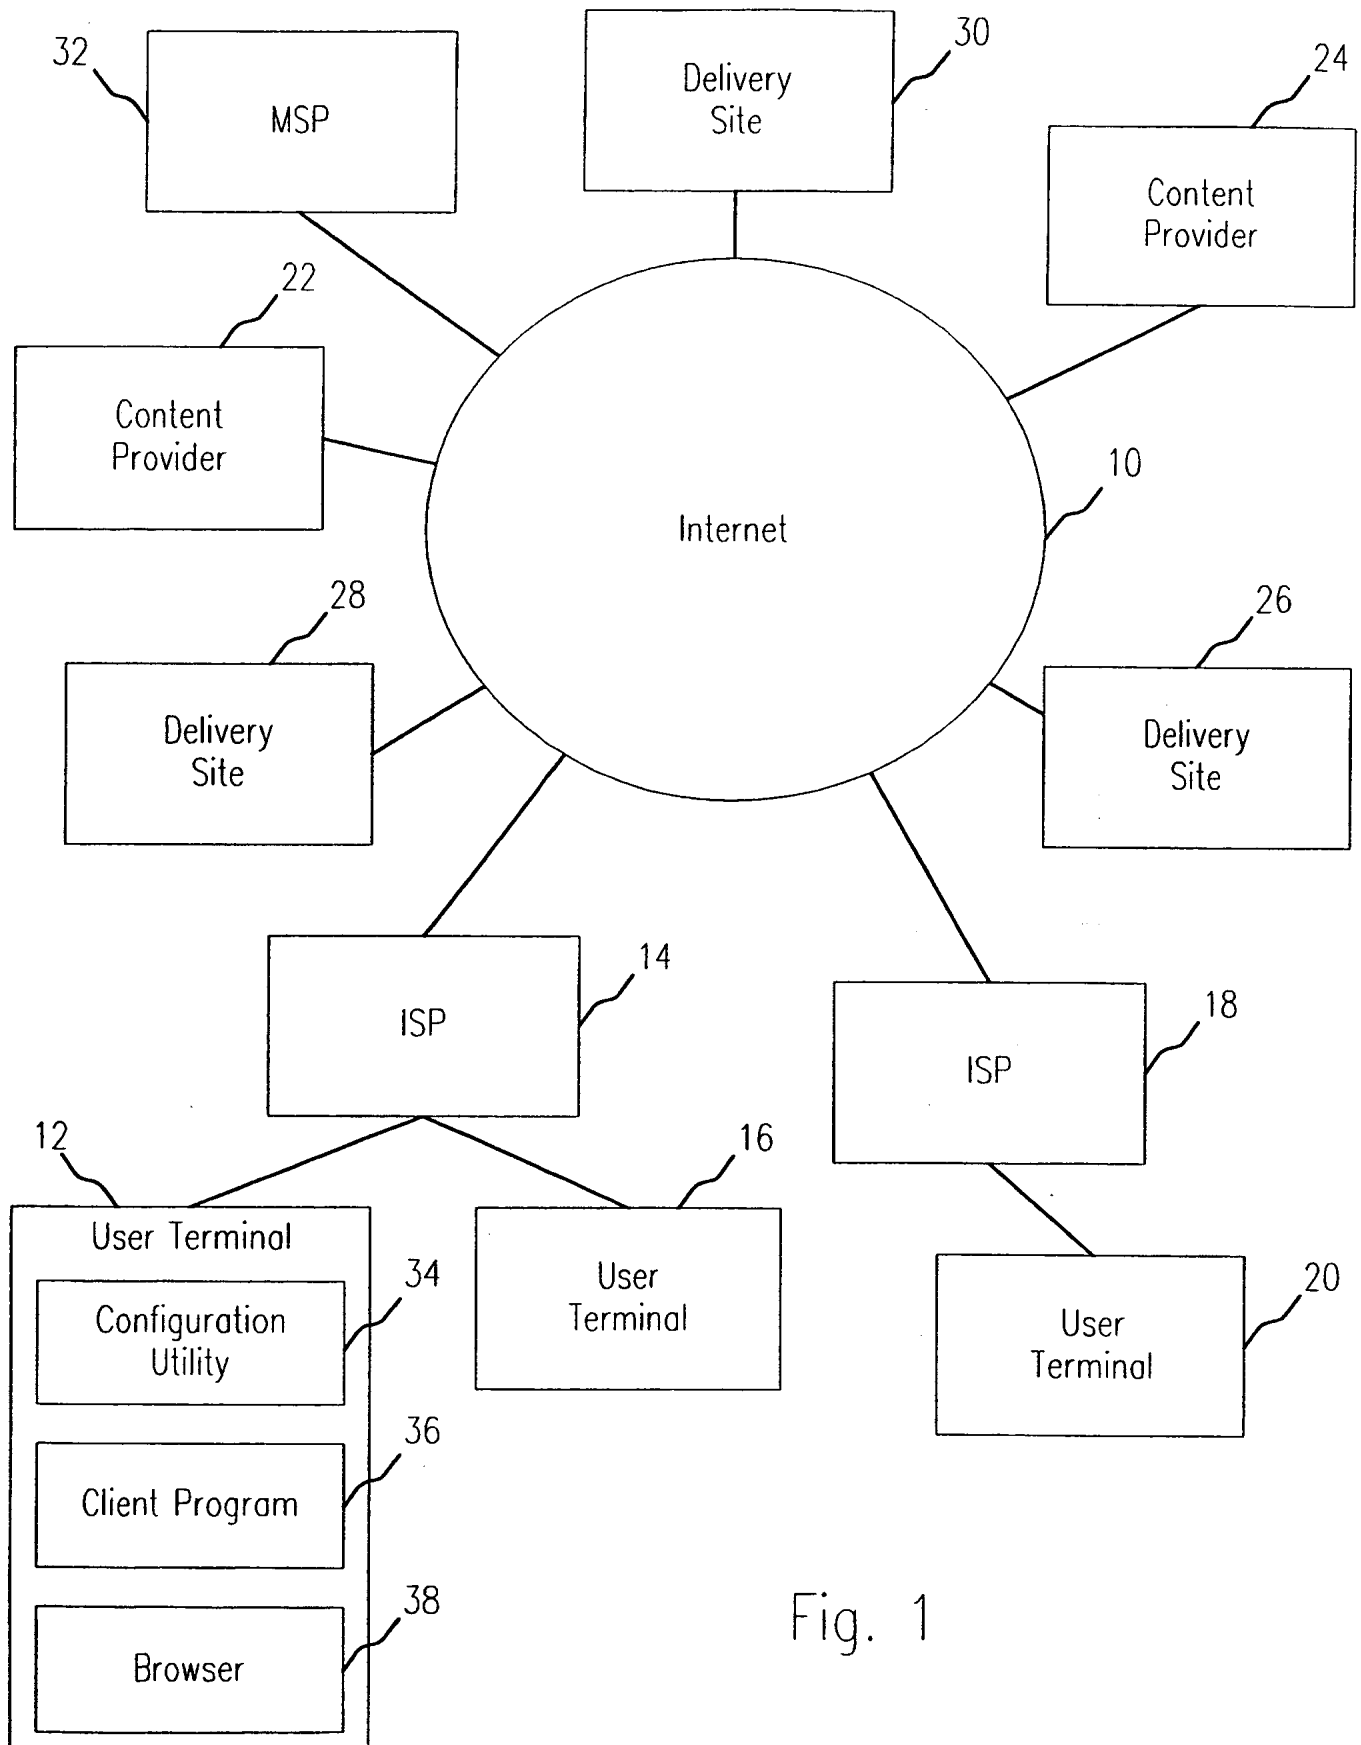 32
MSP
Delivery
Site
30
24
Content
Provider
22
Content
Provider
Internet
10
28
Delivery
Site
26
Delivery
Site
14
ISP
18
ISP
12
User Terminal
34
Configuration
Utility
36
Client Program
38
Browser
16
User
Terminal
20
User
Terminal
Fig. 1